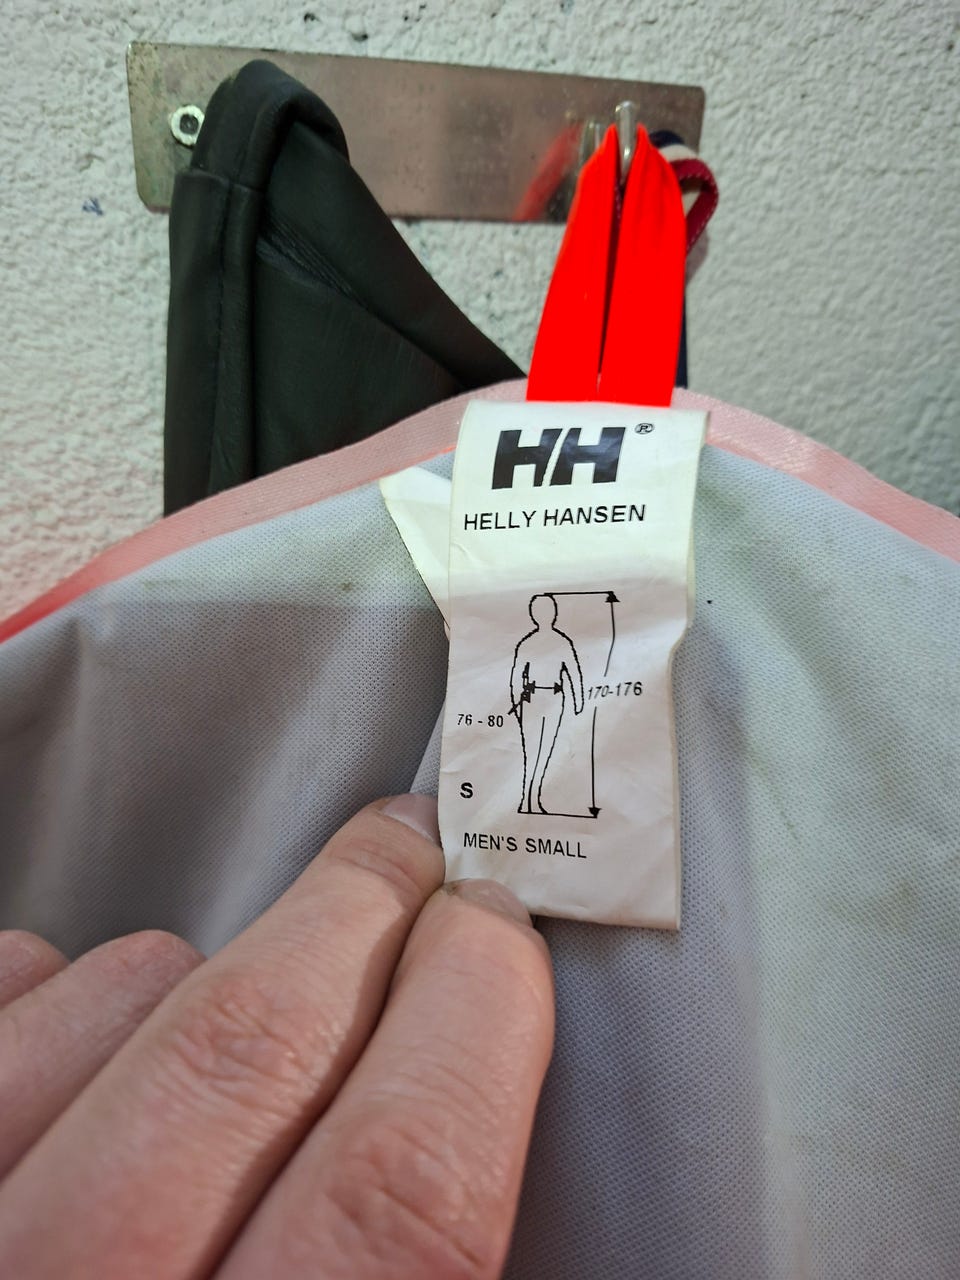 HH®
HELLY HANSEN
170-176
76 - 80
S
MEN'S SMALL